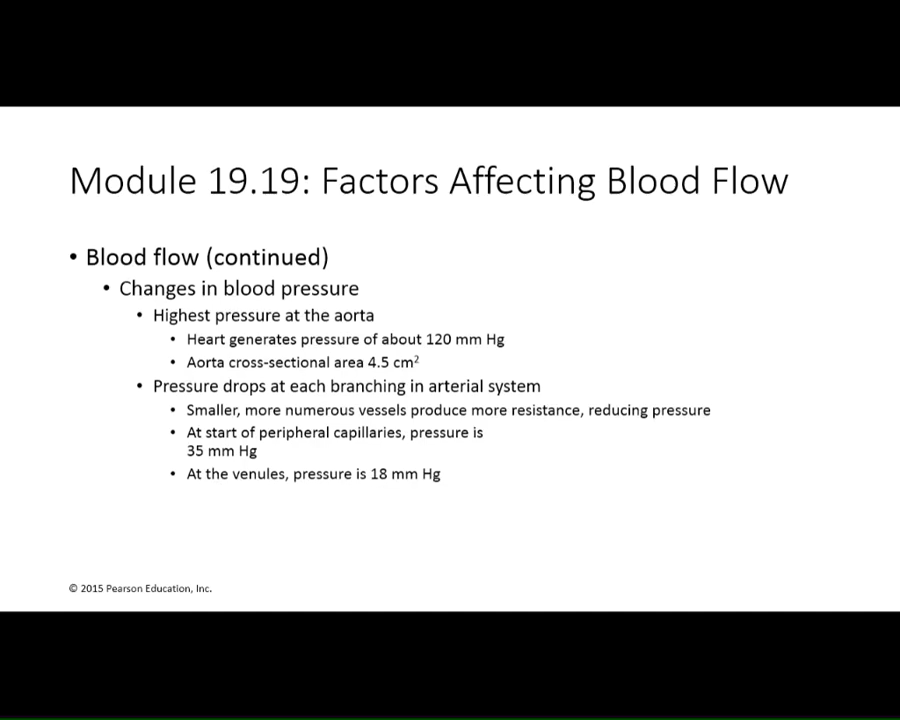 Module 19.19: Factors Affecting Blood Flow
• Blood flow (continued)
• Changes in blood pressure
• Highest pressure at the aorta
• Heart generates pressure of about 120 mm Hg
• Aorta cross-sectional area 4.5 cm²
• Pressure drops at each branching in arterial system
• Smaller, more numerous vessels produce more resistance, reducing pressure
• At start of peripheral capillaries, pressure is
35 mm Hg
• At the venules, pressure is 18 mm Hg
© 2015 Pearson Education, Inc.